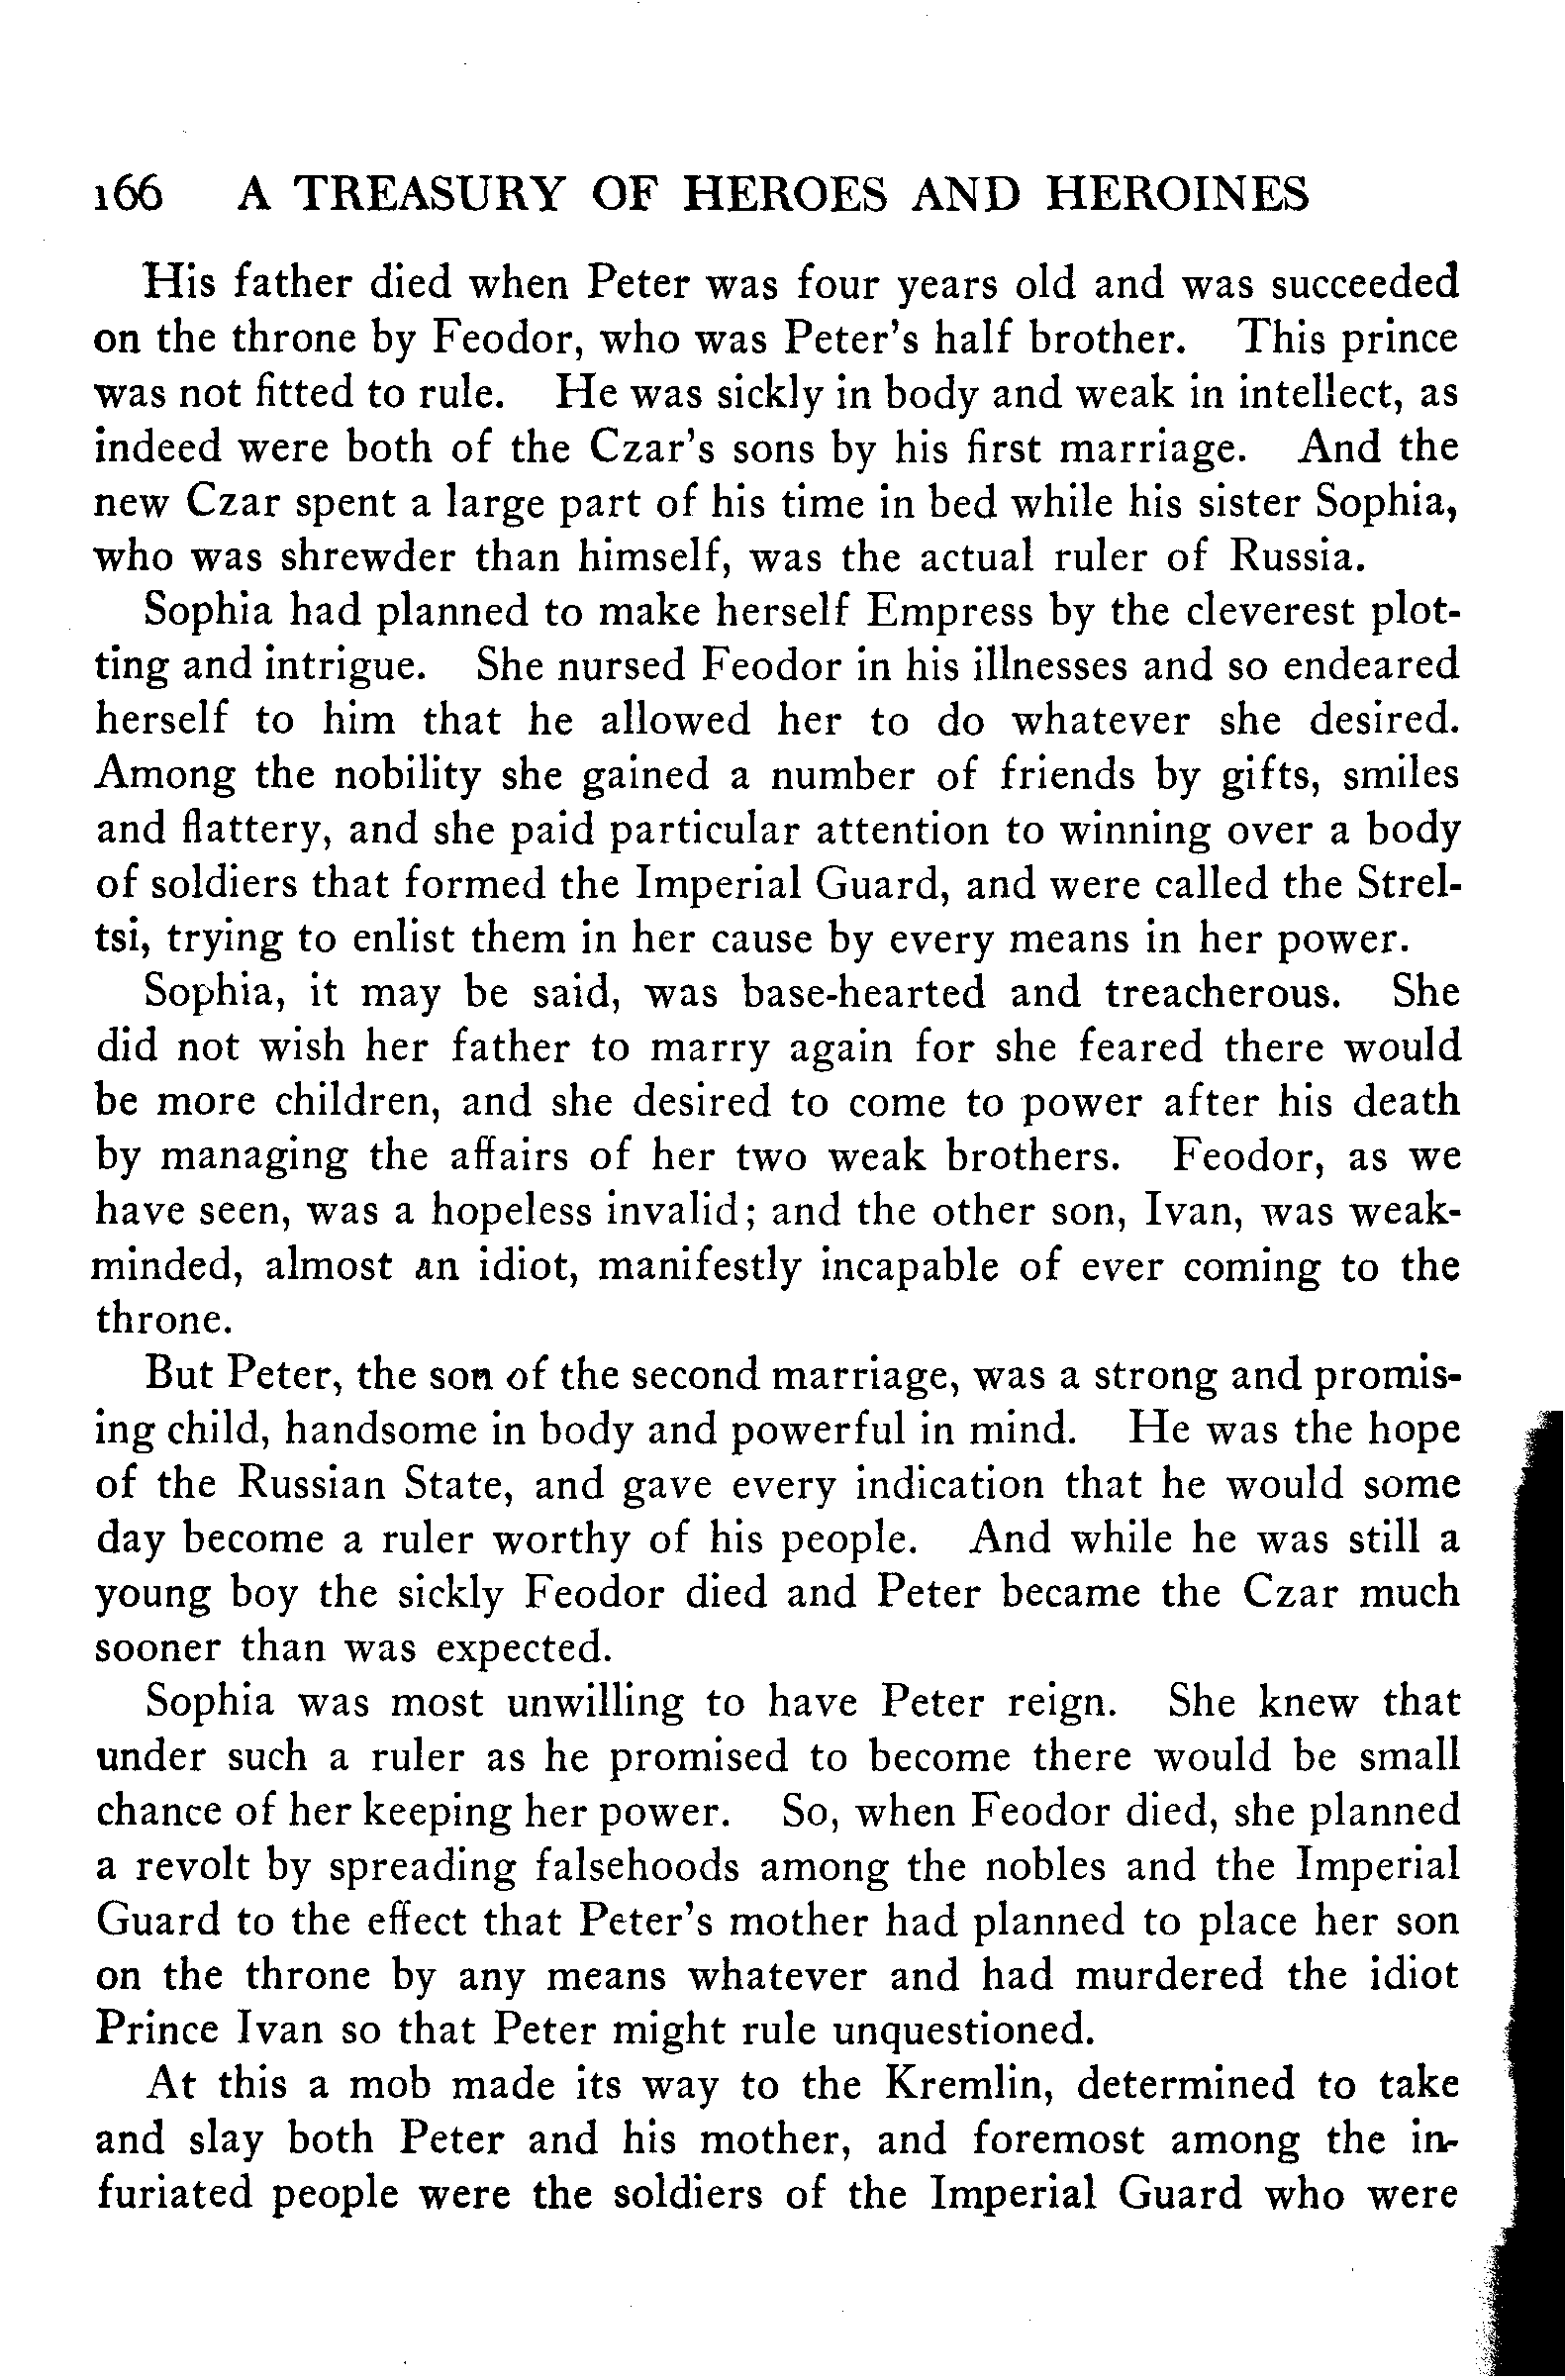 166 A TREASURY OF HEROES AND HEROINES
His father died when Peter was four years old and was succeeded
on the throne by Feodor, who was Peter's half brother. This prince
was not fitted to rule. He was sickly in body and weak in intellect, as
indeed were both of the Czar's sons by his first marriage. And the
new Czar spent a large part of his time in bed while his sister Sophia,
who was shrewder than himself, was the actual ruler of Russia.
Sophia had planned to make herself Empress by the cleverest plot-
ting and intrigue. She nursed Feodor in his illnesses and so endeared
herself to him that he allowed her to do whatever she desired.
Among the nobility she gained a number of friends by gifts, smiles
and flattery, and she paid particular attention to winning over a body
of soldiers that formed the Imperial Guard, and were called the Strel-
tsi, trying to enlist them in her cause by every means in her power.
Sophia, it may be said, was base-hearted and treacherous. She
did not wish her father to marry again for she feared there would
be more children, and she desired to come to power after his death
by managing the affairs of her two weak brothers. Feodor, as we
have seen, was a hopeless invalid; and the other son, Ivan, was weak-
minded, almost an idiot, manifestly incapable of ever coming to the
throne.
But Peter, the son of the second marriage, was a strong and promis-
ing child, handsome in body and powerful in mind. He was the hope
of the Russian State, and gave every indication that he would some
day become a ruler worthy of his people. And while he was still a
young boy the sickly Feodor died and Peter became the Czar much
sooner than was expected.
Sophia was most unwilling to have Peter reign. She knew that
under such a ruler as he promised to become there would be small
chance of her keeping her power. So, when Feodor died, she planned
a revolt by spreading falsehoods among the nobles and the Imperial
Guard to the effect that Peter's mother had planned to place her son
on the throne by any means whatever and had murdered the idiot
Prince Ivan so that Peter might rule unquestioned.
At this a mob made its way to the Kremlin, determined to take
and slay both Peter and his mother, and foremost among the in-
furiated people were the soldiers of the Imperial Guard who were